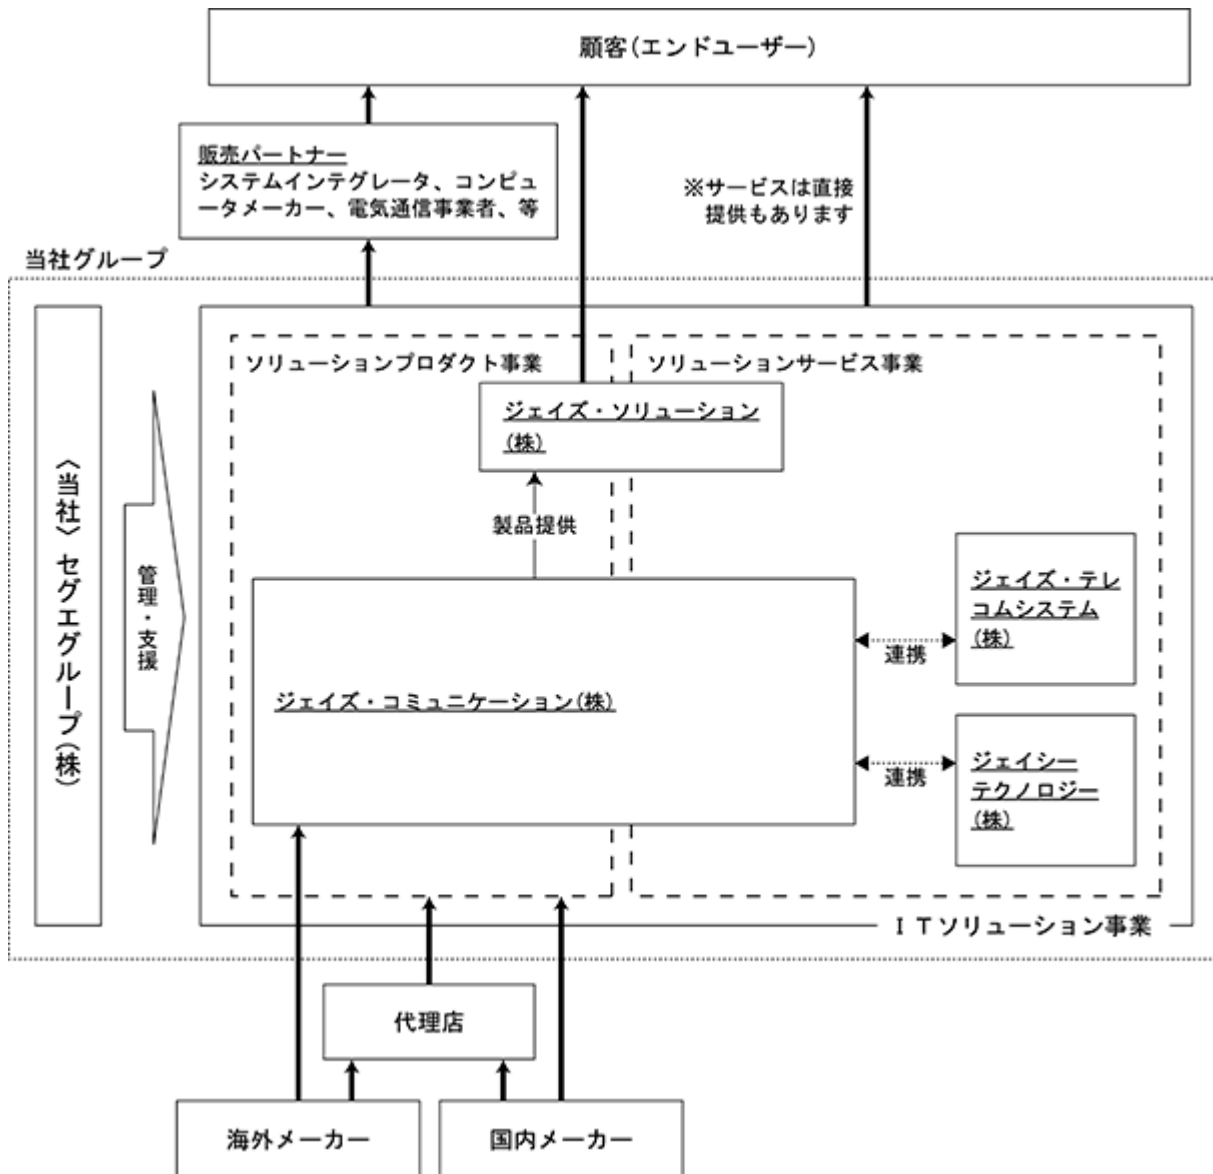 顧客(エンドユーザー)
販売パートナー
システムインテグレータ、コンピュ
ータメーカー、電気通信事業者、等
※サービスは直接
提供もあります
当社グループ
〈当社〉セグエグループ(株)
管理・支援
ソリューションプロダクト事業
ソリューションサービス事業
ジェイズ・ソリューション
(株)
製品提供
ジェイズ・コミュニケーション(株)
連携
ジェイズ・テレ
コムシステム
(株)
連携
ジェイシー
テクノロジー
(株)
ＩＴソリューション事業
代理店
海外メーカー
国内メーカー